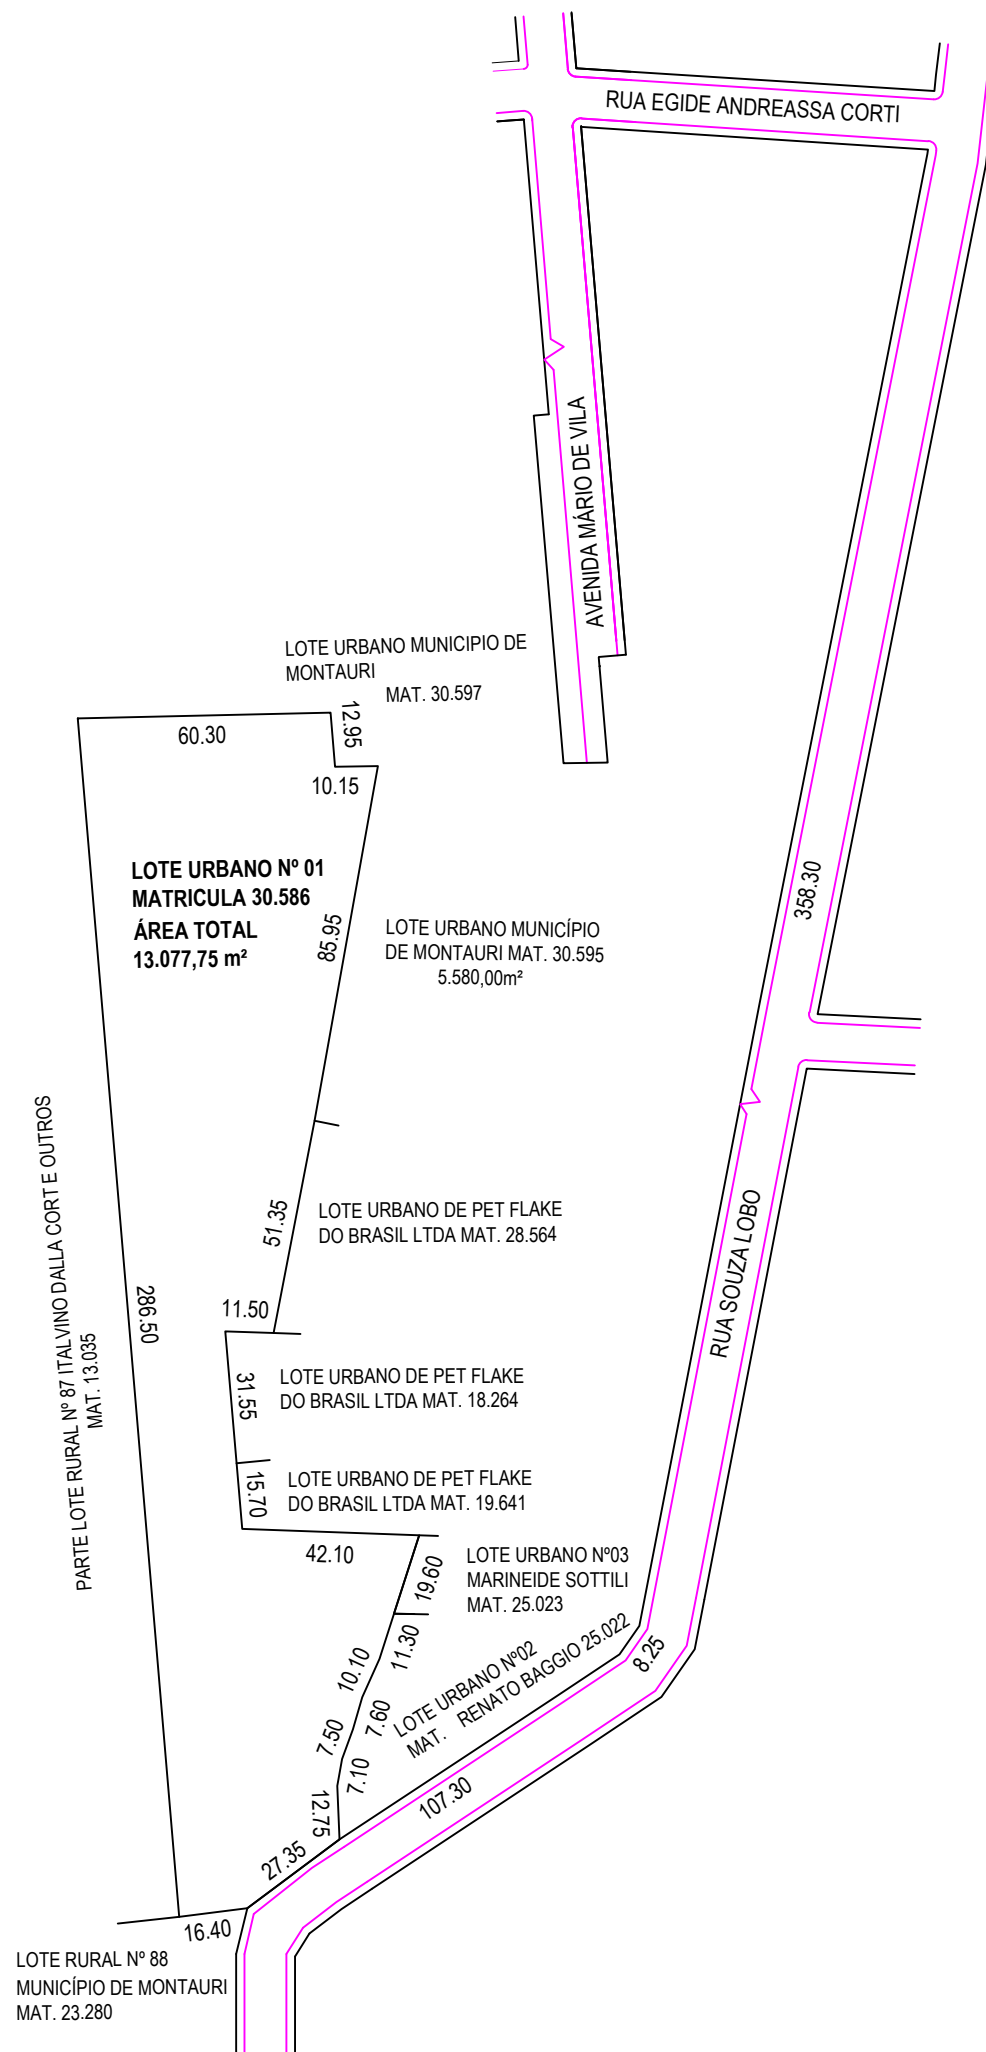 RUA EGIDE ANDREASSA CORTI
AVENIDA MÁRIO DE VILA
LOTE URBANO MUNICIPIO DE
MONTAURI
MAT. 30.597
60.30
12.95
10.15
LOTE URBANO Nº 01
MATRICULA 30.586
ÁREA TOTAL
13.077,75 m²
85.95
LOTE URBANO MUNICÍPIO
DE MONTAURI MAT. 30.595
5.580,00m²
358.30
PARTE LOTE RURAL Nº 87 ITALVINO DALLA CORT E OUTROS
MAT. 13.035
286.50
51.35
LOTE URBANO DE PET FLAKE
DO BRASIL LTDA MAT. 28.564
RUA SOUZA LOBO
11.50
31.55
LOTE URBANO DE PET FLAKE
DO BRASIL LTDA MAT. 18.264
15.70
LOTE URBANO DE PET FLAKE
DO BRASIL LTDA MAT. 19.641
42.10
19.60
LOTE URBANO Nº03
MARINEIDE SOTTILI
MAT. 25.023
11.30
10.10
LOTE URBANO Nº02
MAT. RENATO BAGGIO 25.022
8.25
7.60
7.50
7.10
12.75
107.30
27.35
16.40
LOTE RURAL Nº 88
MUNICÍPIO DE MONTAURI
MAT. 23.280